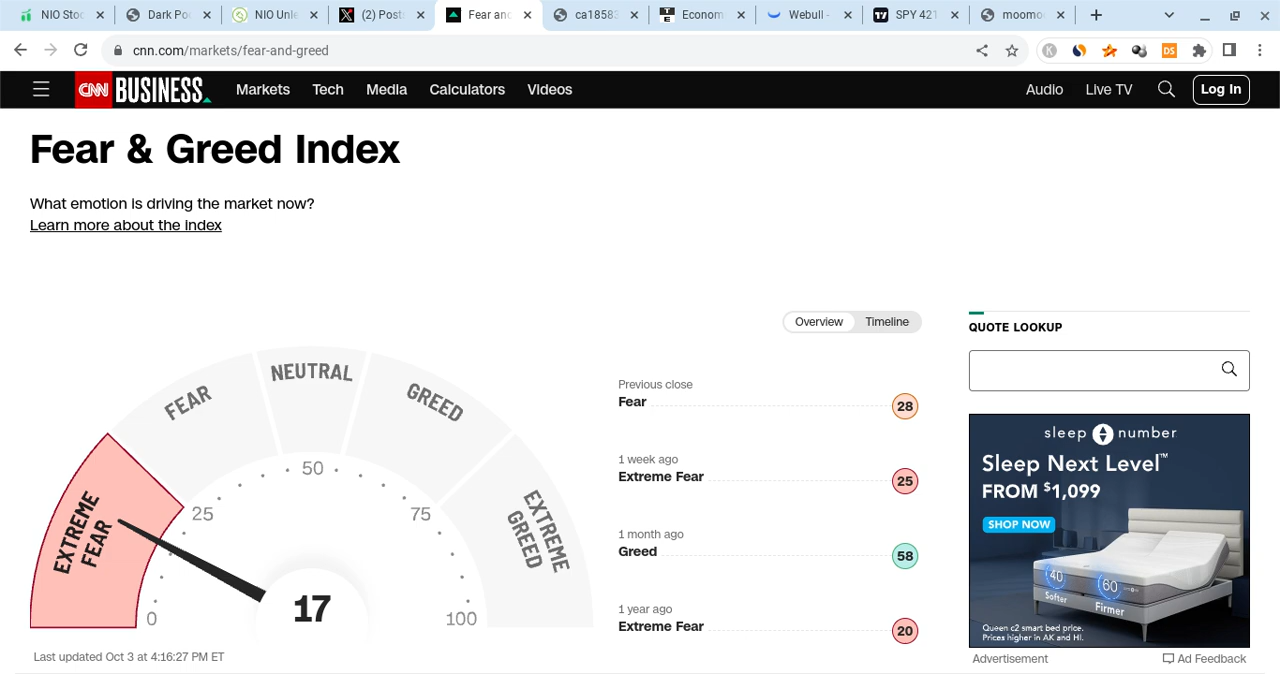 NIO Stoc
Dark Po
NIO Unle
(2) Post
Fear and
ca18583
Econom
Webull -
SPY 421
moomo
cnn.com/markets/fear-and-greed
CNN BUSINESS
Markets
Tech
Media
Calculators
Videos
Audio
Live TV
Log In
Fear & Greed Index
What emotion is driving the market now?
Learn more about the index
Overview
Timeline
EXTREME FEAR
FEAR
NEUTRAL
GREED
EXTREME GREED
0
25
50
75
100
17
Last updated Oct 3 at 4:16:27 PM ET
Previous close
Fear 28
1 week ago
Extreme Fear 25
1 month ago
Greed 58
1 year ago
Extreme Fear 20
QUOTE LOOKUP
sleep number
Sleep Next Level™
FROM $1,099
SHOP NOW
40
Softer
60
Firmer
Queen c2 smart bed price.
Prices higher in AK and HI.
Advertisement
Ad Feedback